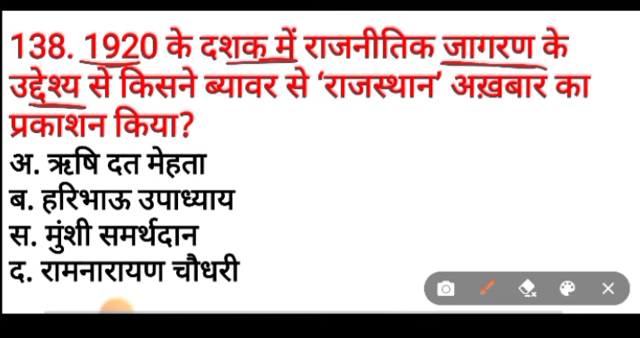 138. 1920 के दशक में राजनीतिक जागरण के
उद्देश्य से किसने ब्यावर से ‘राजस्थान’ अख़बार का
प्रकाशन किया?
अ. ऋषि दत मेहता
ब. हरिभाऊ उपाध्याय
स. मुंशी समर्थदान
द. रामनारायण चौधरी